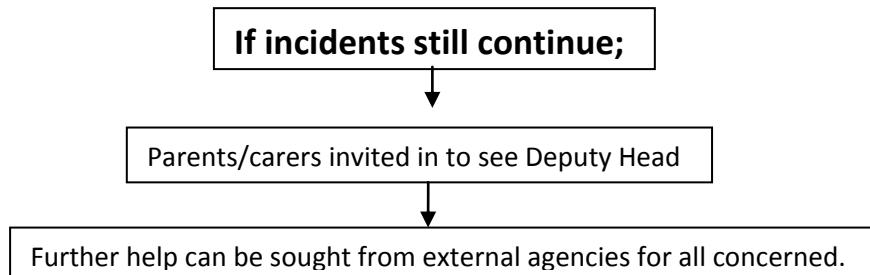 If incidents still continue;
Parents/carers invited in to see Deputy Head
Further help can be sought from external agencies for all concerned.